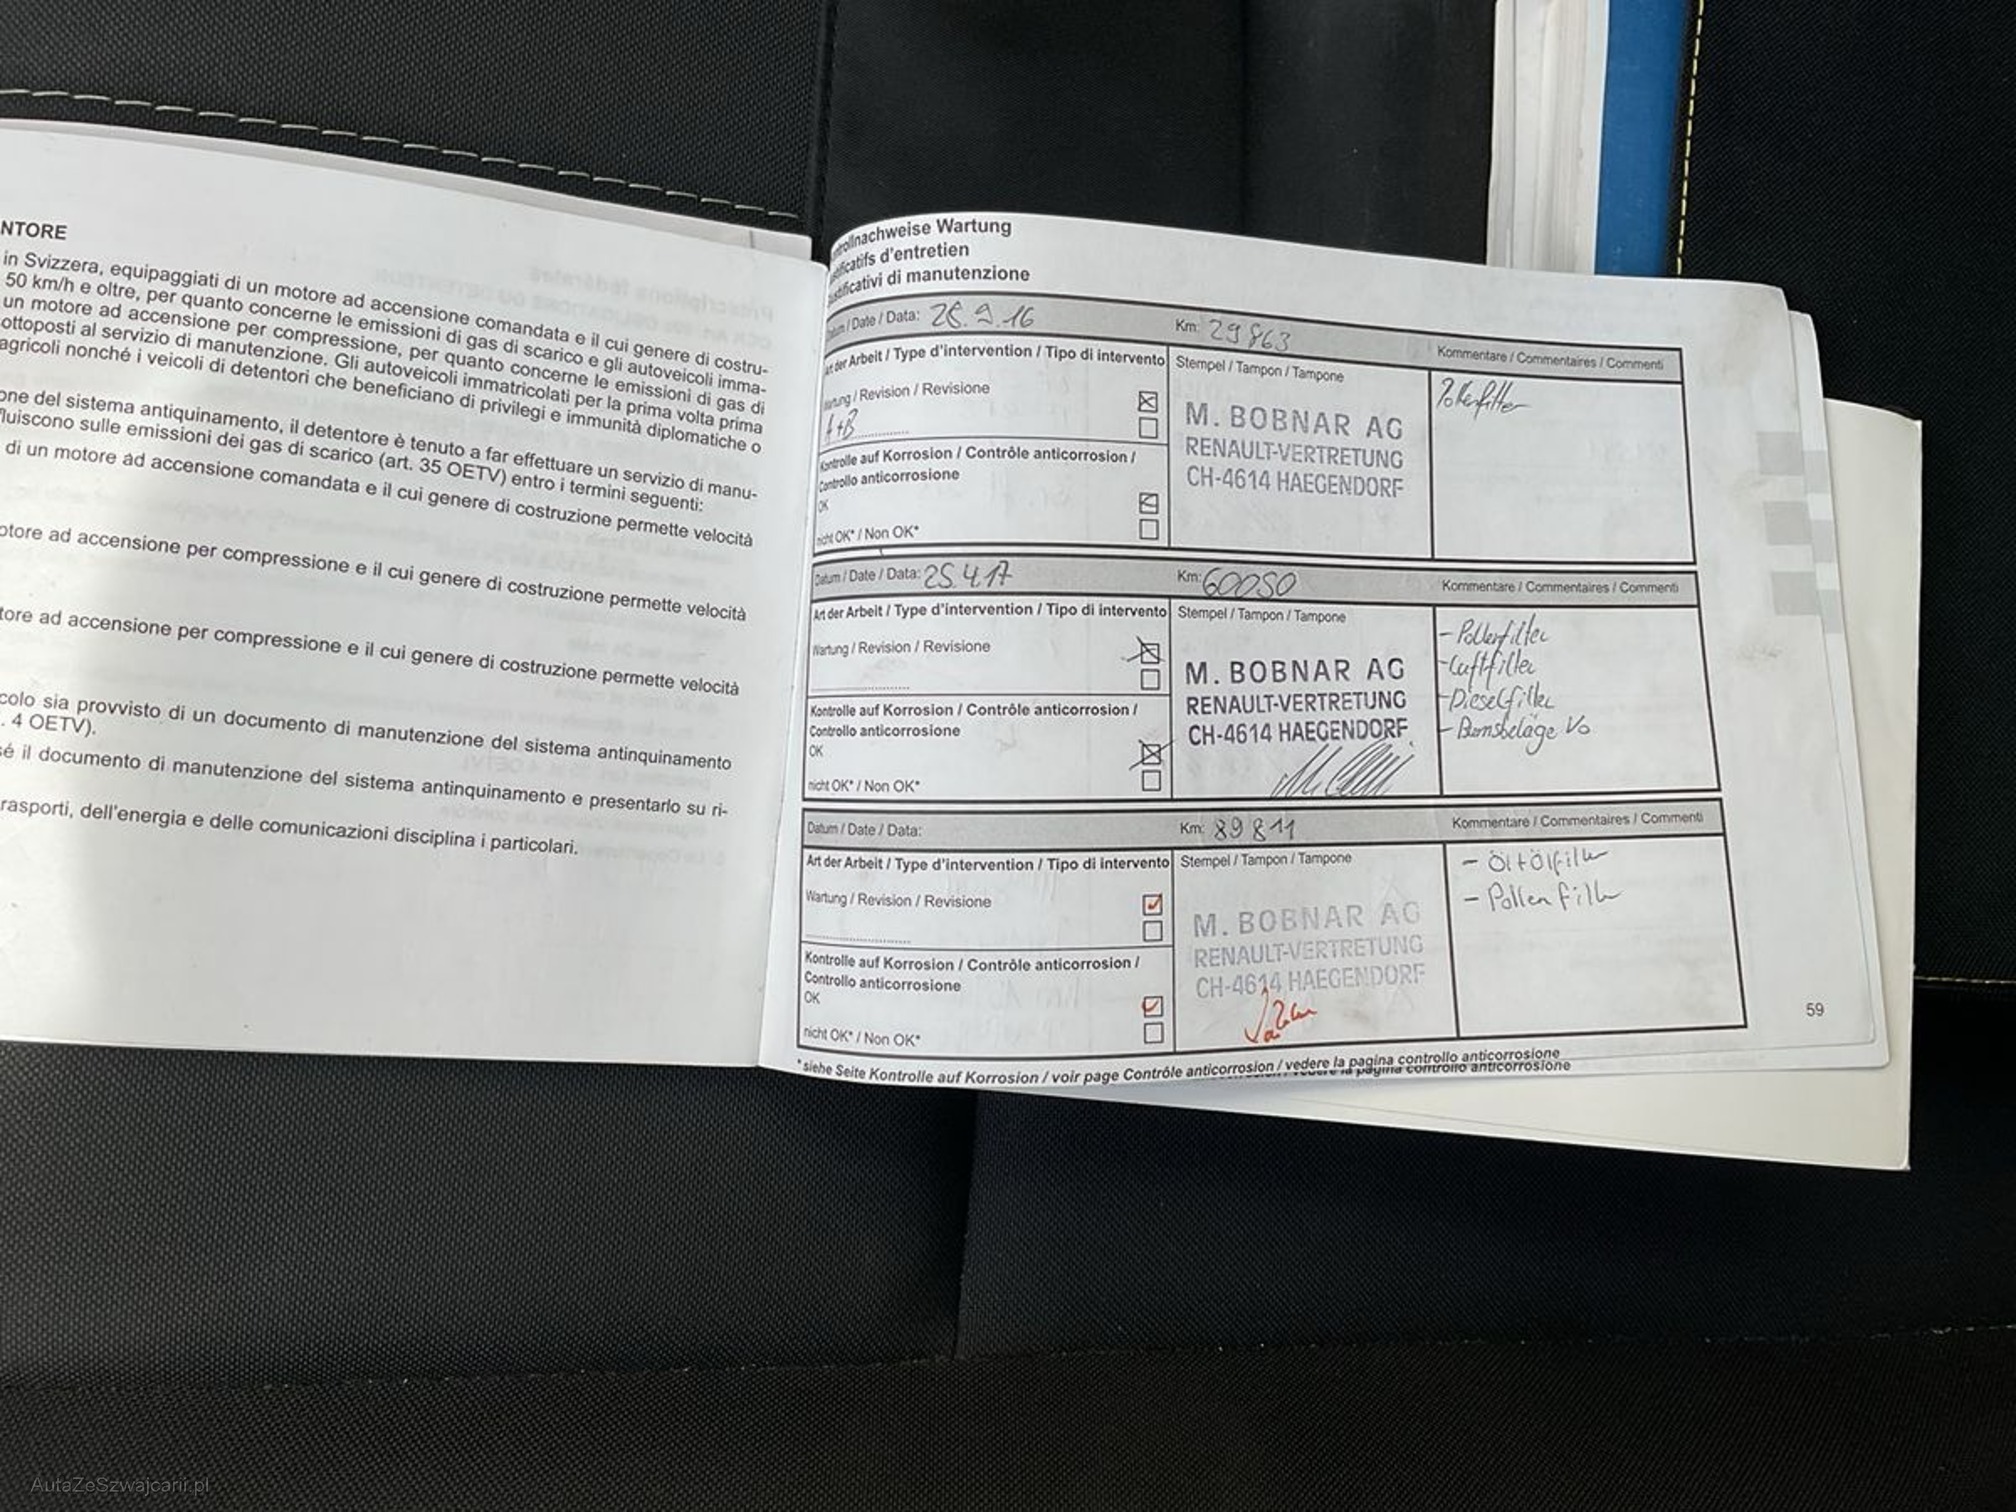 NTORE
in Svizzera, equipaggiati di un motore ad accensione comandata e il cui genere di costru-
50 km/h e oltre, per quanto concerne le emissioni di gas di scarico e gli autoveicoli imma-
un motore ad accensione per compressione, per quanto concerne le emissioni di gas di
ottoposti al servizio di manutenzione. Gli autoveicoli immatricolati per la prima volta prima
agricoli nonché i veicoli di detentori che beneficiano di privilegi e immunità diplomatiche o
one del sistema antiquinamento, il detentore è tenuto a far effettuare un servizio di manu-
fluiscono sulle emissioni dei gas di scarico (art. 35 OETV) entro i termini seguenti:
di un motore ad accensione comandata e il cui genere di costruzione permette velocità
otore ad accensione per compressione e il cui genere di costruzione permette velocità
tore ad accensione per compressione e il cui genere di costruzione permette velocità
colo sia provvisto di un documento di manutenzione del sistema antinquinamento
. 4 OETV).
sé il documento di manutenzione del sistema antinquinamento e presentarlo su ri-
rasporti, dell'energia e delle comunicazioni disciplina i particolari.
ntrollnachweise Wartung
stificatifs d'entretien
ustificativi di manutenzione
Datum / Date / Data: 26.9.16 Km: 29863 Kommentare / Commentaires / Commenti
Art der Arbeit / Type d'intervention / Tipo di intervento Stempel / Tampon / Tampone Pollenfilter
Wartung / Revision / Revisione
A+B
M. BOBNAR AG
RENAULT-VERTRETUNG
CH-4614 HAEGENDORF
Kontrolle auf Korrosion / Contrôle anticorrosion /
Controllo anticorrosione
OK
nicht OK* / Non OK*
Datum / Date / Data: 25.4.17 Km: 60050 Kommentare / Commentaires / Commenti
Art der Arbeit / Type d'intervention / Tipo di intervento Stempel / Tampon / Tampone
- Pollenfilter
Wartung / Revision / Revisione
- Luftfilter
M. BOBNAR AG
- Dieselfilter
RENAULT-VERTRETUNG
- Bremsbeläge Vo
CH-4614 HAEGENDORF
Kontrolle auf Korrosion / Contrôle anticorrosion /
Controllo anticorrosione
OK
nicht OK* / Non OK*
Datum / Date / Data: Km: 89811 Kommentare / Commentaires / Commenti
Art der Arbeit / Type d'intervention / Tipo di intervento Stempel / Tampon / Tampone
- Öl+Ölfilter
Wartung / Revision / Revisione
- Pollenfilter
M. BOBNAR AG
RENAULT-VERTRETUNG
CH-4614 HAEGENDORF
Kontrolle auf Korrosion / Contrôle anticorrosion /
Controllo anticorrosione
OK
nicht OK* / Non OK*
59
*siehe Seite Kontrolle auf Korrosion / voir page Contrôle anticorrosion / vedere la pagina controllo anticorrosione
vedere la pagina controllo anticorrosione
AutaZeSzwajcarii.pl